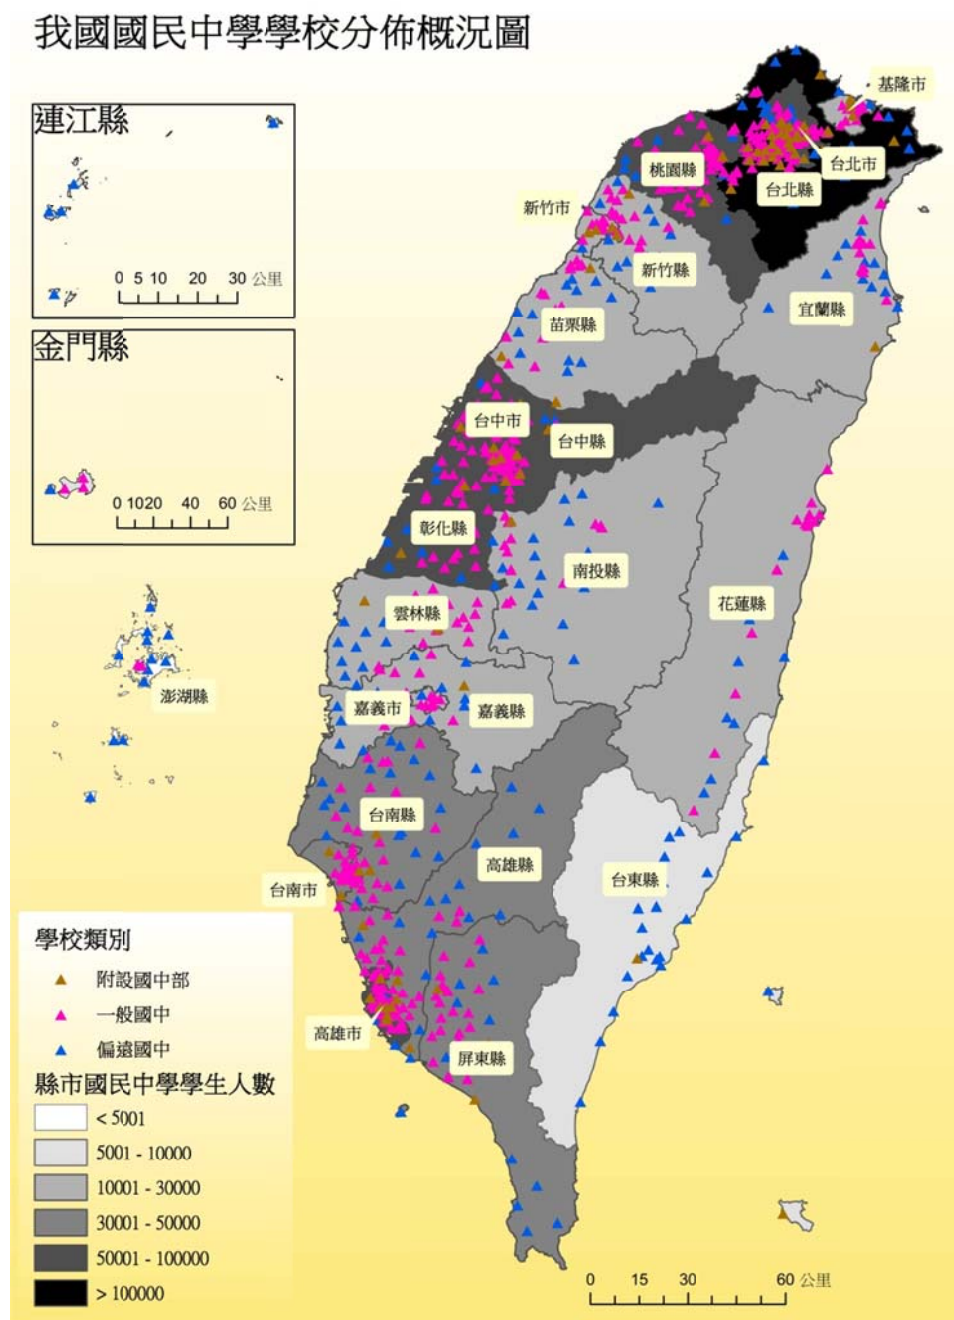 我國國民中學學校分佈概況圖
連江縣
0 5 10 20 30 公里
金門縣
0 10 20 40 60 公里
基隆市
台北市
桃園縣
台北縣
新竹市
新竹縣
宜蘭縣
苗栗縣
台中市
台中縣
彰化縣
南投縣
花蓮縣
雲林縣
澎湖縣
嘉義市
嘉義縣
台南縣
高雄縣
台東縣
台南市
高雄市
屏東縣
學校類別
附設國中部
一般國中
偏遠國中
縣市國民中學學生人數
< 5001
5001 - 10000
10001 - 30000
30001 - 50000
50001 - 100000
> 100000
0 15 30 60 公里